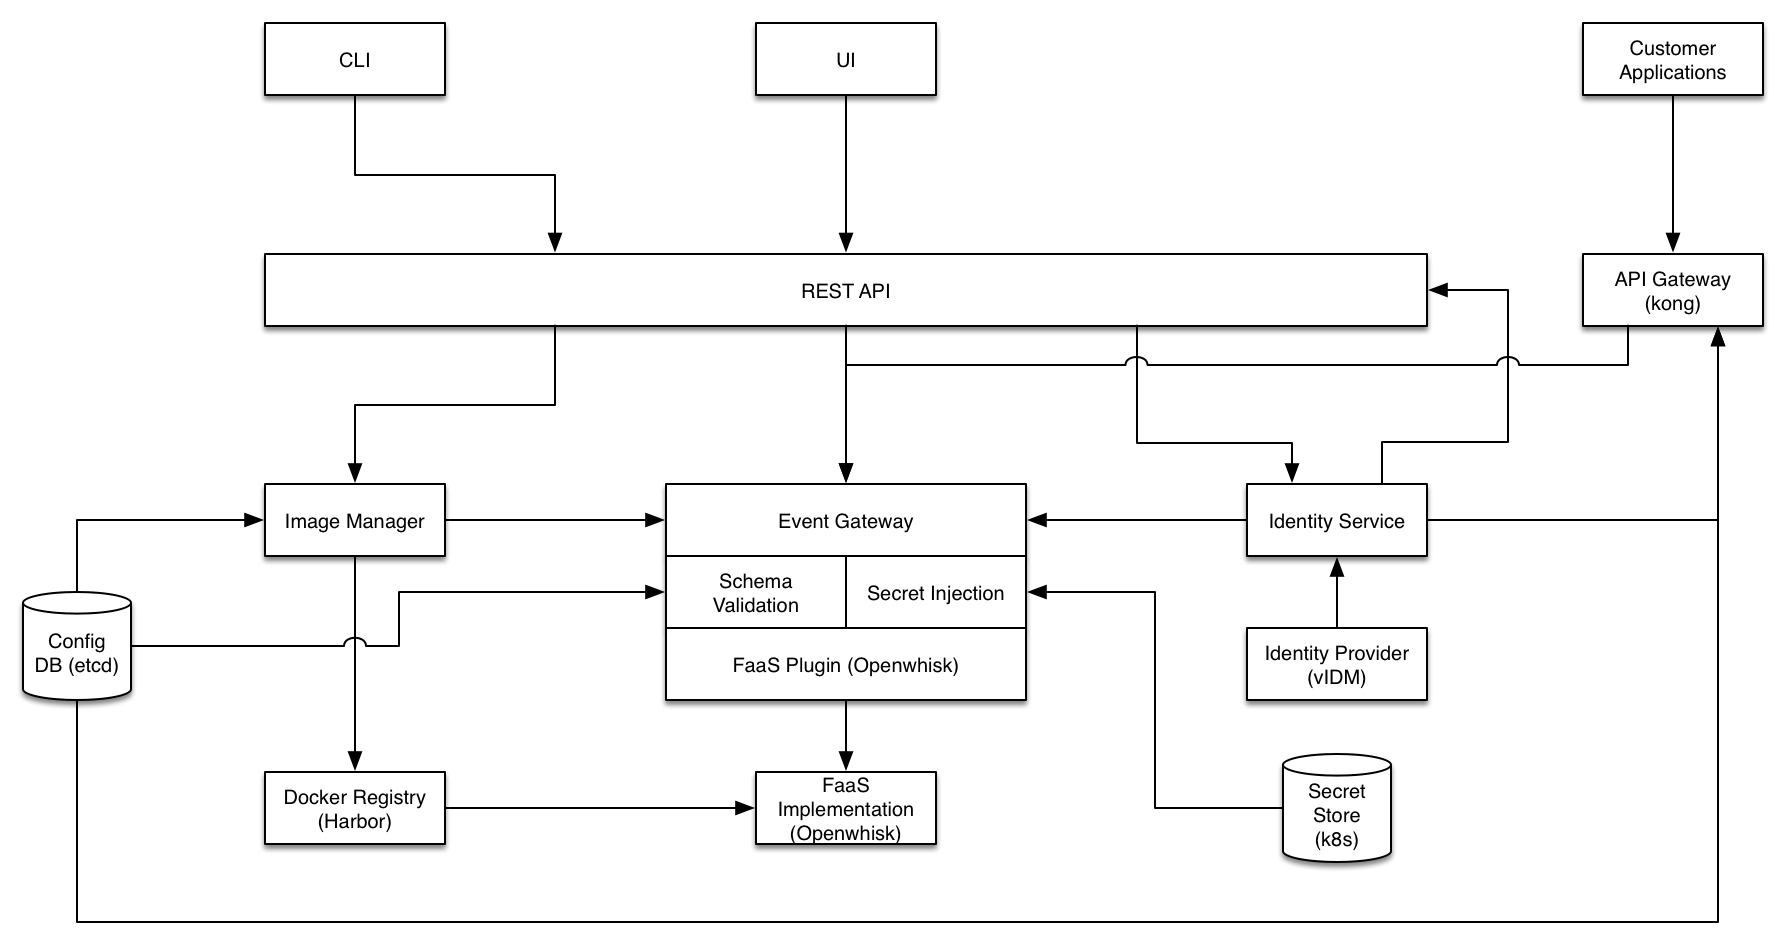 CLI
UI
Customer
Applications
REST API
API Gateway
(kong)
Image Manager
Event Gateway
Identity Service
Schema
Validation
Secret Injection
Config
DB (etcd)
FaaS Plugin (Openwhisk)
Identity Provider
(vIDM)
Docker Registry
(Harbor)
FaaS
Implementation
(Openwhisk)
Secret
Store
(k8s)